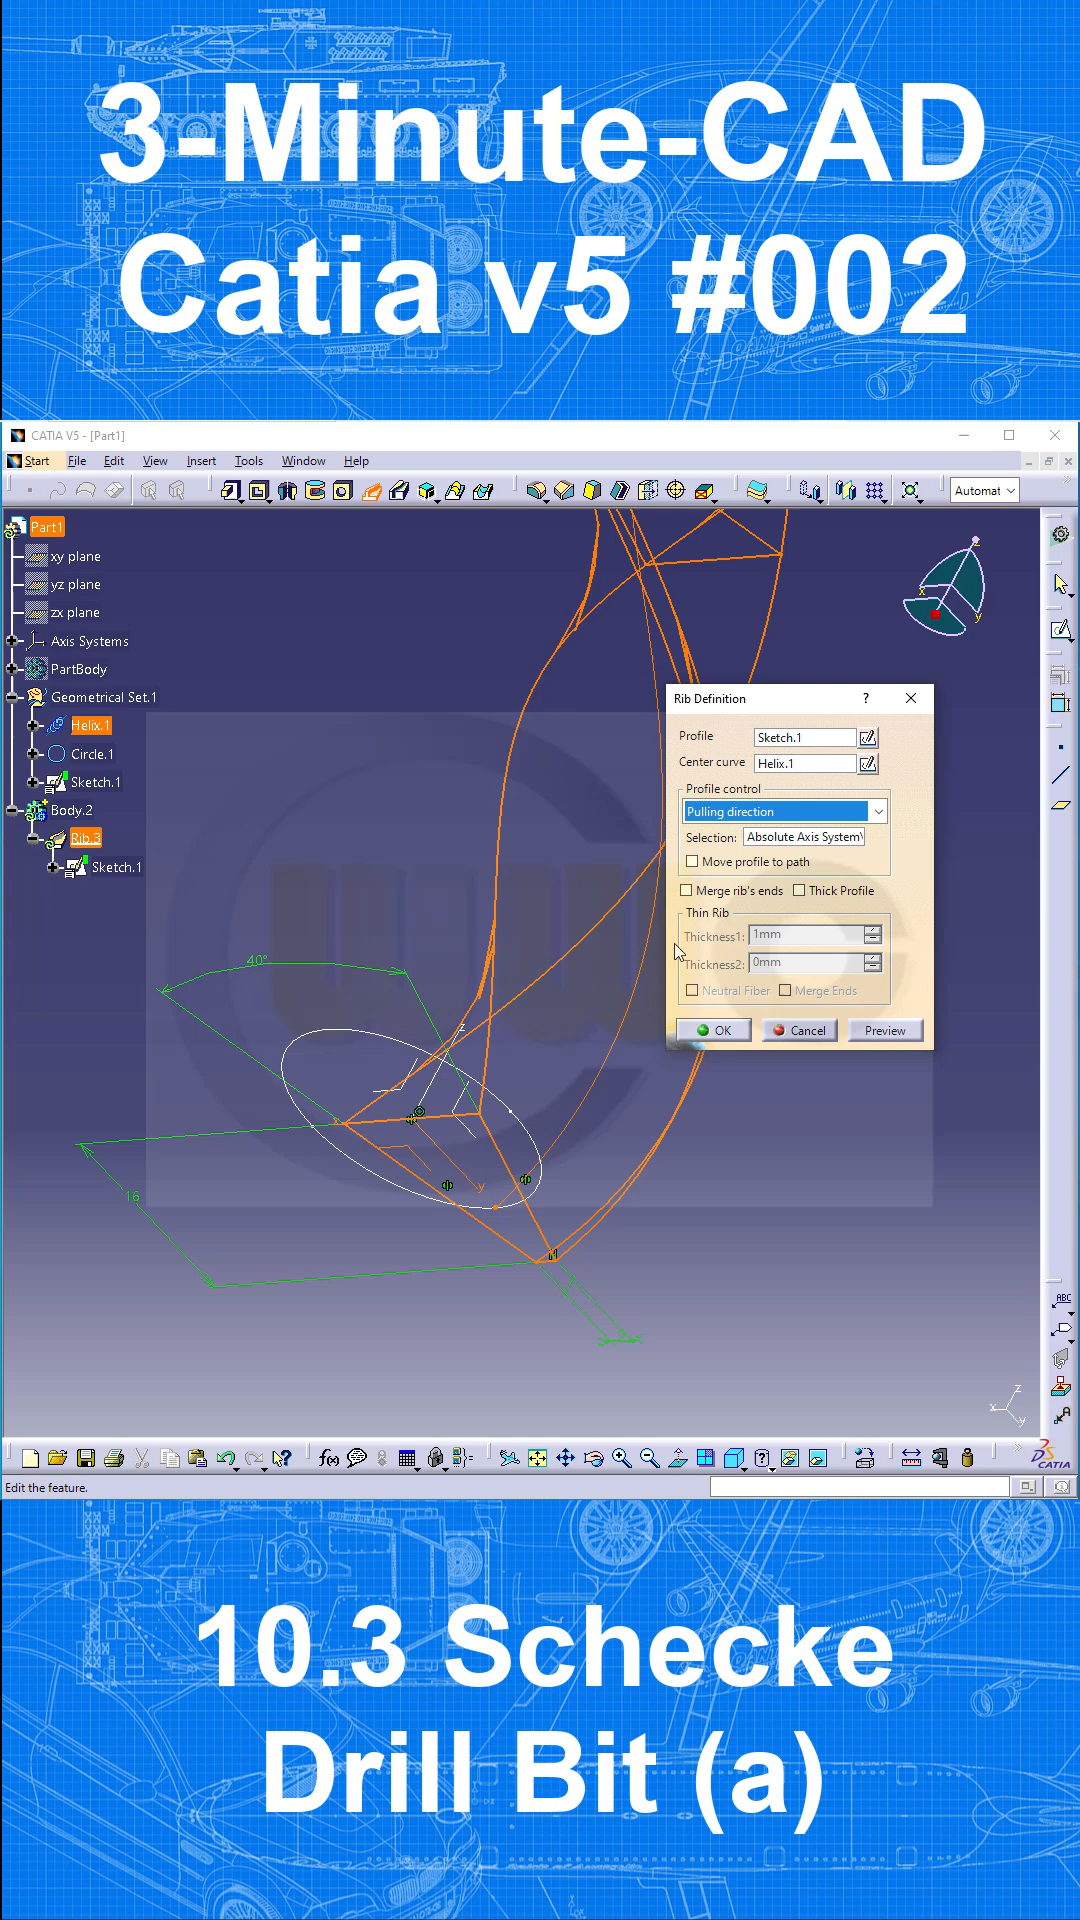 3-Minute-CAD
Catia v5 #002
CATIA V5 - [Part1]
Start File Edit View Insert Tools Window Help
Automat
Part1
xy plane
yz plane
zx plane
Axis Systems
PartBody
Geometrical Set.1
Helix.1
Circle.1
Sketch.1
Body.2
Rib.3
Sketch.1
Rib Definition ?
Profile Sketch.1
Center curve Helix.1
Profile control
Pulling direction
Selection: Absolute Axis System\
Move profile to path
Merge rib's ends Thick Profile
Thin Rib
Thickness1: 1mm
Thickness2: 0mm
Neutral Fiber Merge Ends
OK Cancel Preview
z
x
y
40°
z
y
16
H
ABC
z
x
y
f(x)
CATIA
Edit the feature.
10.3 Schecke
Drill Bit (a)